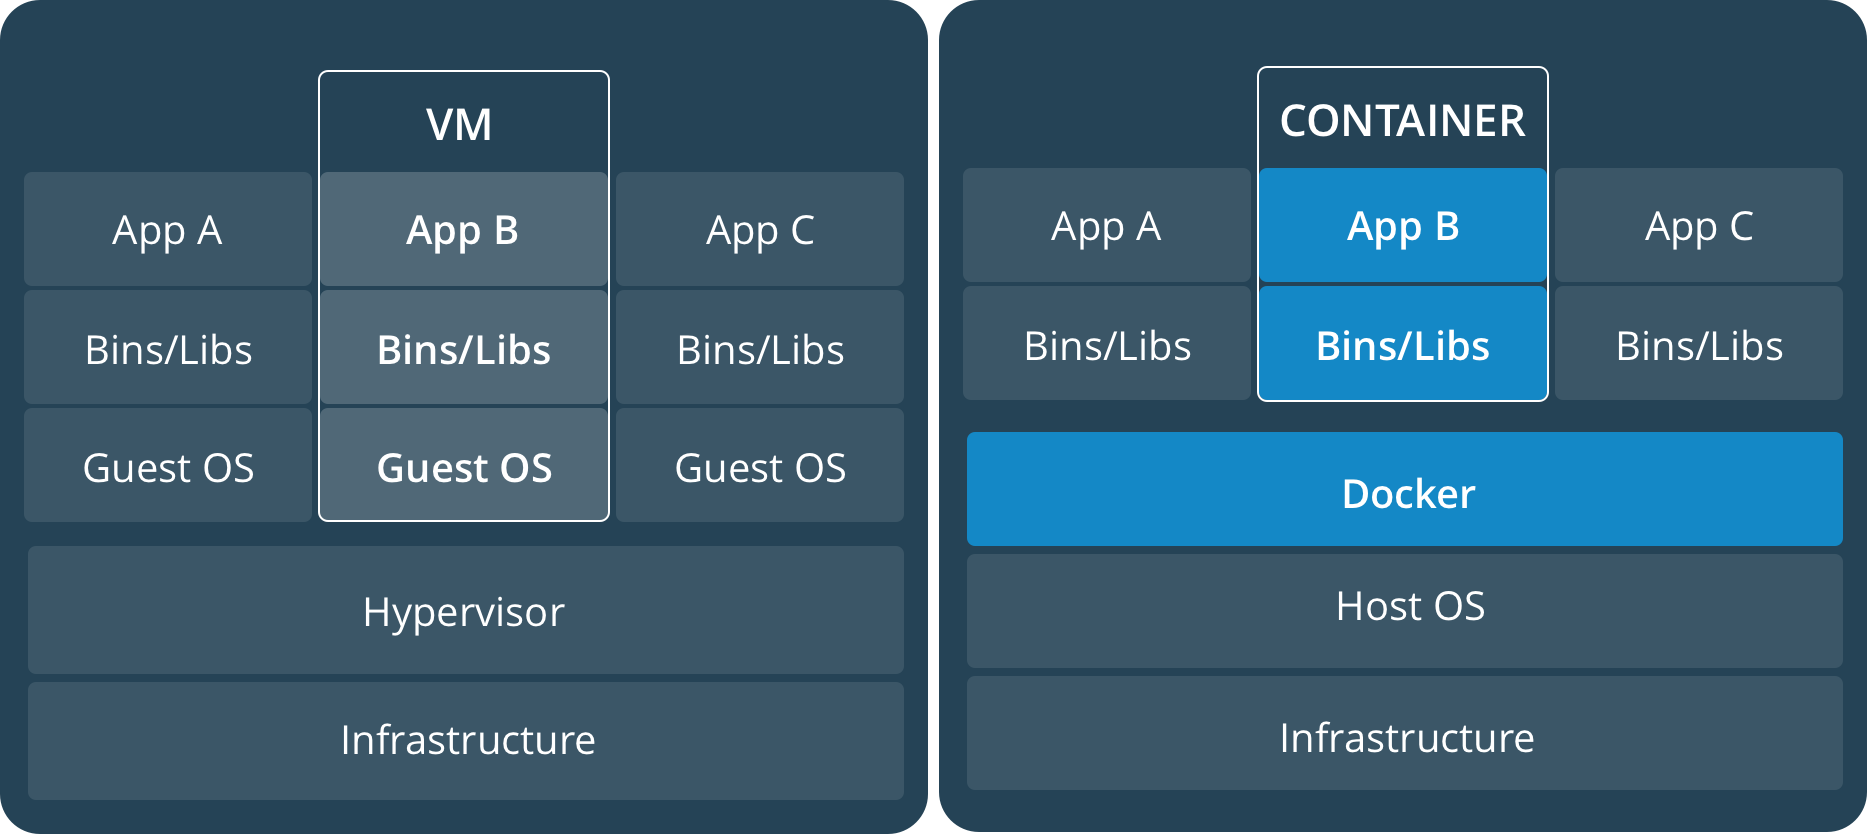 VM
App A
App B
App C
Bins/Libs
Bins/Libs
Bins/Libs
Guest OS
Guest OS
Guest OS
Hypervisor
Infrastructure
CONTAINER
App A
App B
App C
Bins/Libs
Bins/Libs
Bins/Libs
Docker
Host OS
Infrastructure